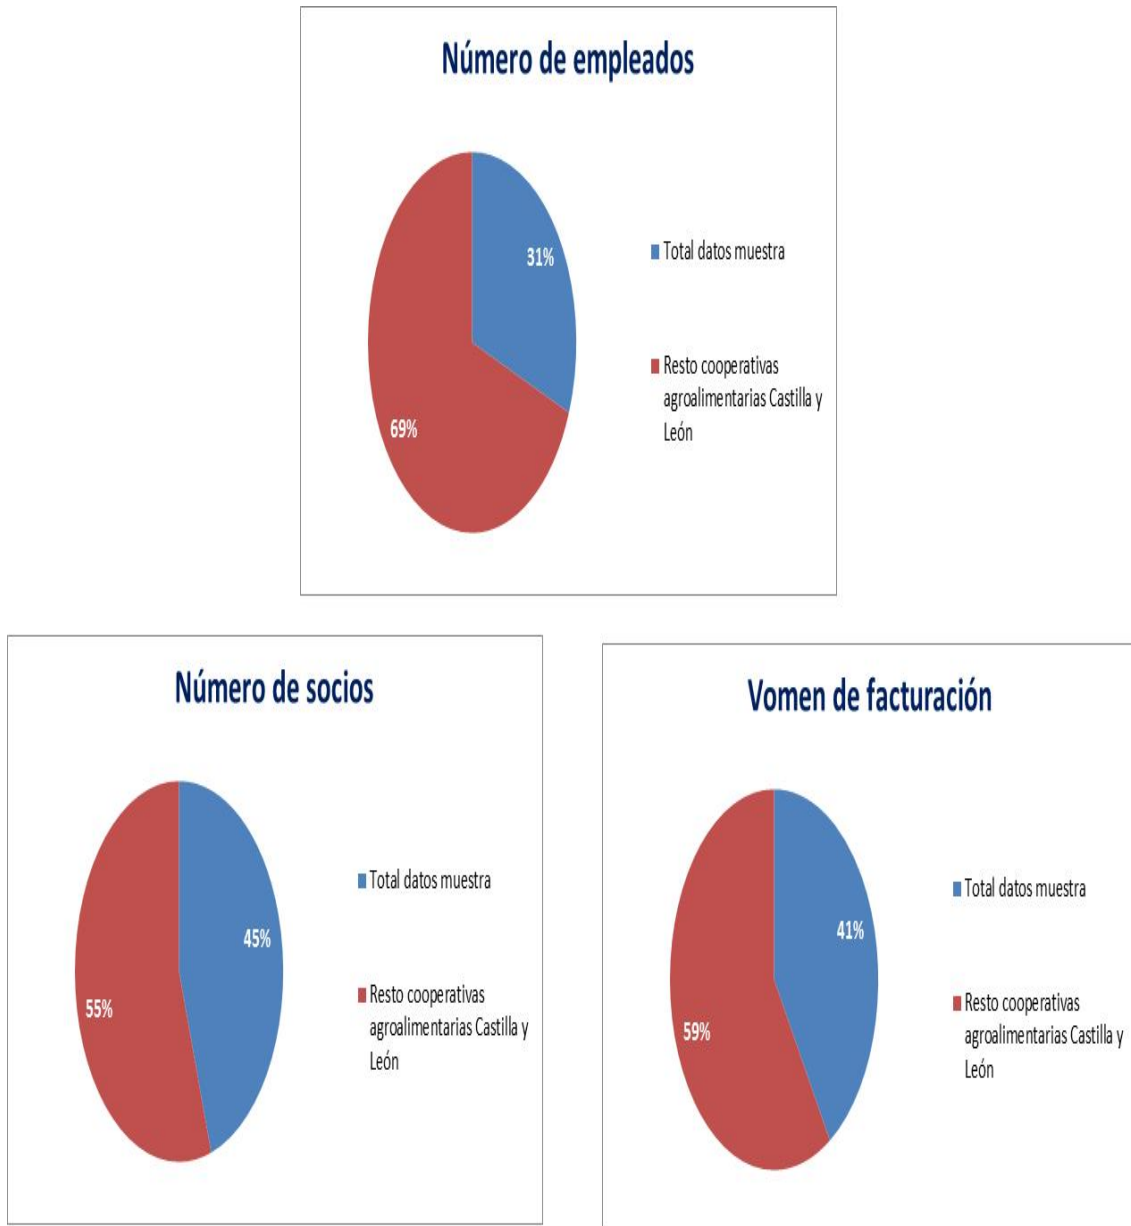 Número de empleados
31%
69%
Total datos muestra
Resto cooperativas
agroalimentarias Castilla y
León
Número de socios
45%
55%
Total datos muestra
Resto cooperativas
agroalimentarias Castilla y
León
Vomen de facturación
41%
59%
Total datos muestra
Resto cooperativas
agroalimentarias Castilla y
León